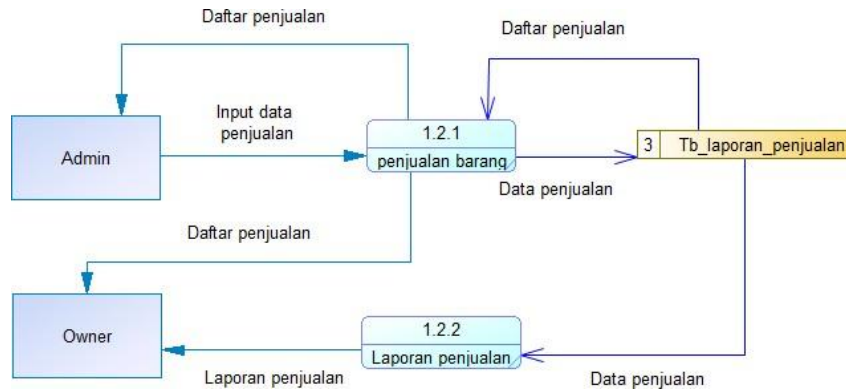 Daftar penjualan
Daftar penjualan
Input data
penjualan
Admin
1.2.1
penjualan barang
3 Tb_laporan_penjualan
Data penjualan
Daftar penjualan
Owner
1.2.2
Laporan penjualan
Laporan penjualan
Data penjualan